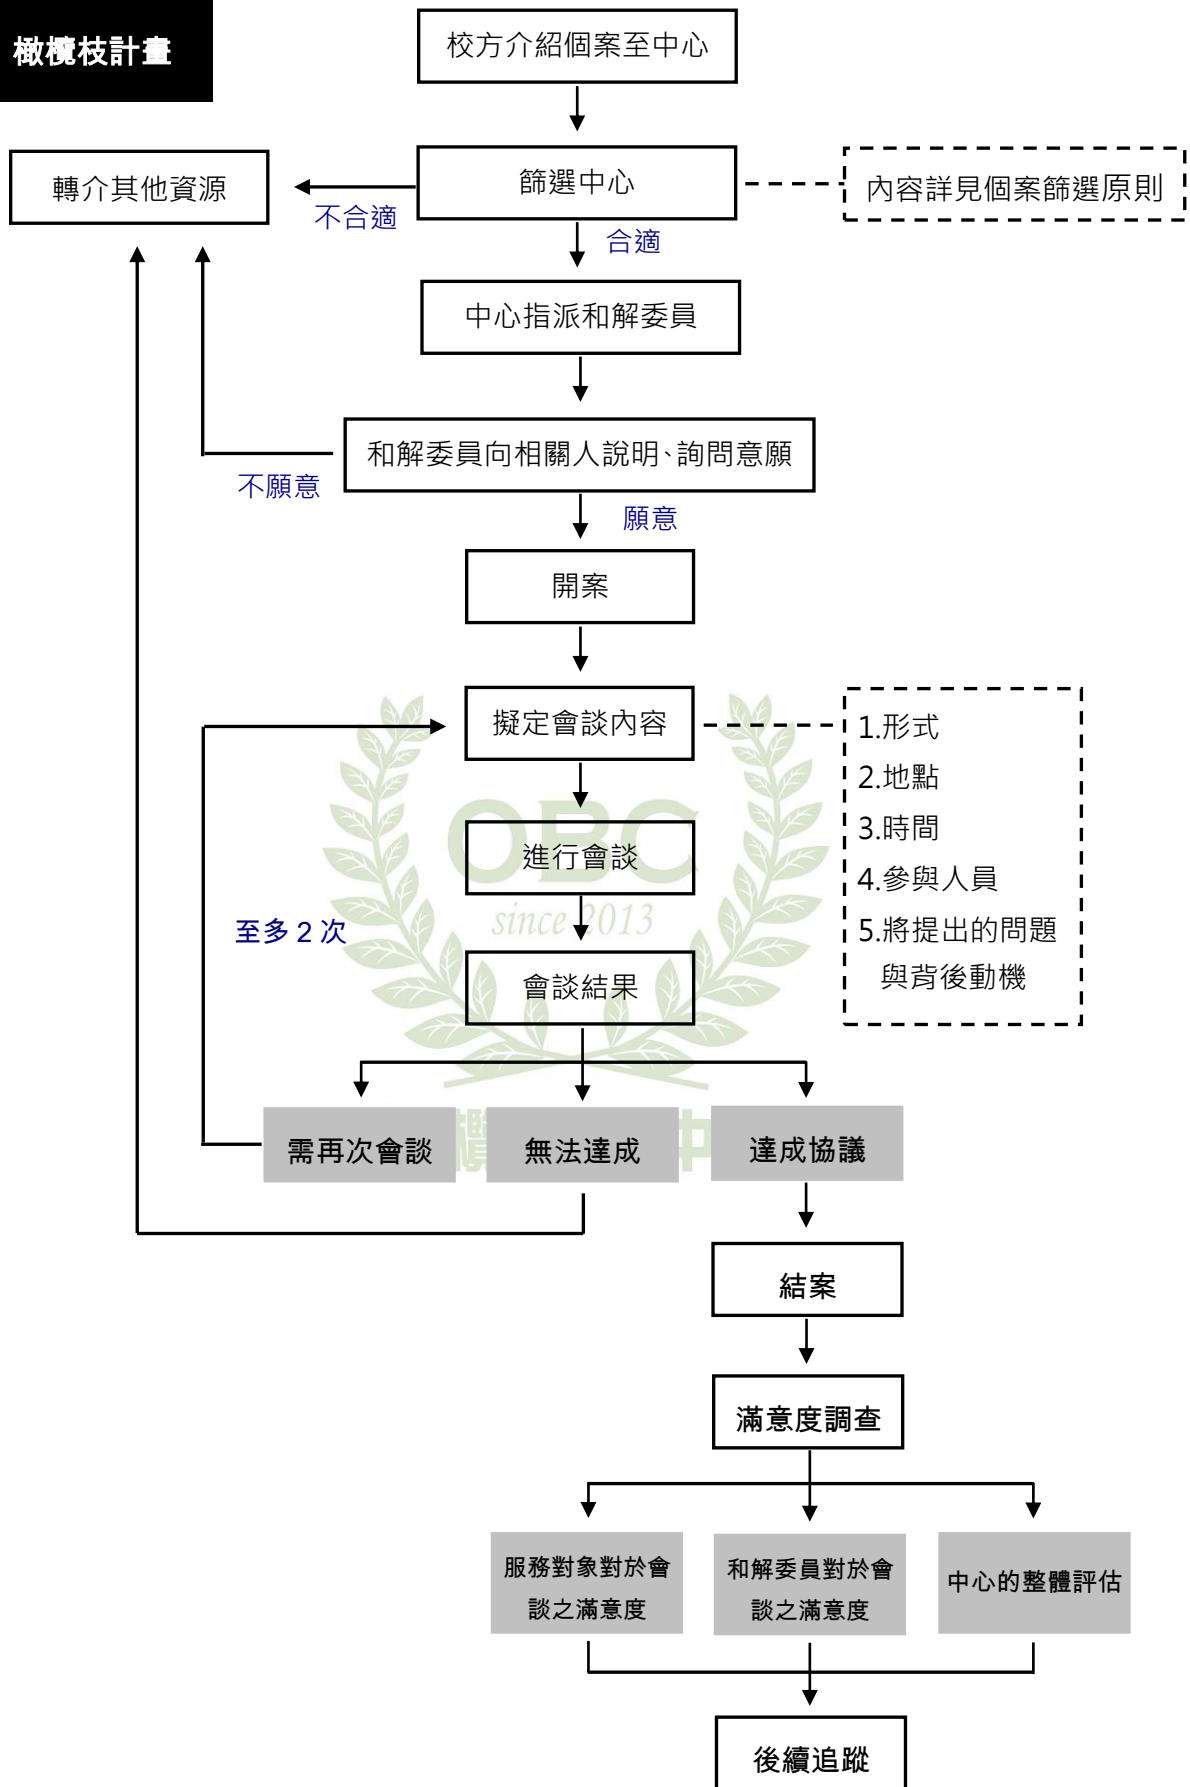 橄欖枝計畫
校方介紹個案至中心
轉介其他資源
篩選中心
內容詳見個案篩選原則
不合適
合適
中心指派和解委員
和解委員向相關人說明、詢問意願
不願意
願意
開案
擬定會談內容
1.形式
2.地點
3.時間
4.參與人員
5.將提出的問題
與背後動機
OBC
進行會談
since 2013
至多 2 次
會談結果
需再次會談
無法達成
達成協議
結案
滿意度調查
服務對象對於會
談之滿意度
和解委員對於會
談之滿意度
中心的整體評估
後續追蹤